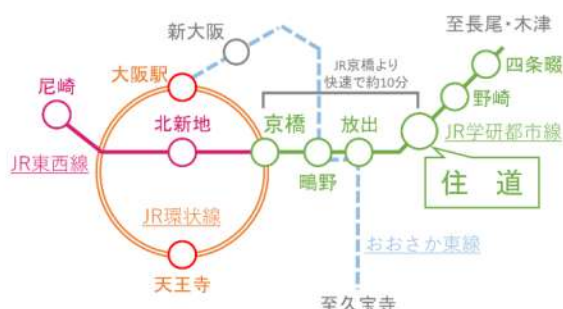 至長尾・木津
新大阪
四条畷
大阪駅
JR京橋より
快速で約10分
尼崎
野崎
北新地
京橋
放出
JR学研都市線
JR東西線
鴫野
住 道
JR環状線
おおさか東線
天王寺
至久宝寺